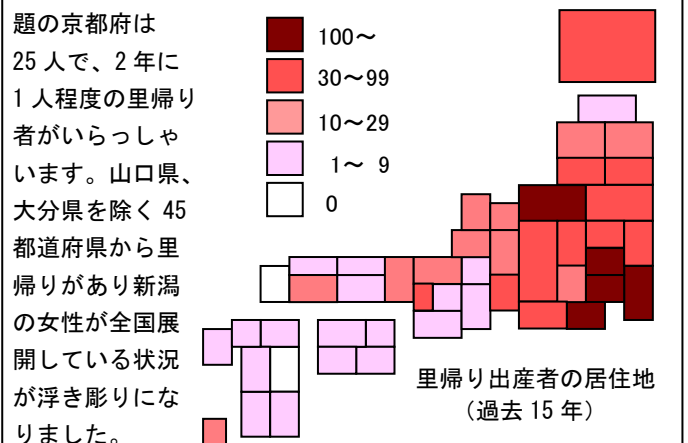 題の京都府は
25 人で、2 年に
1 人程度の里帰り
者がいらっしゃ
います。山口県、
大分県を除く 45
都道府県から里
帰りがあり新潟
の女性が全国展
開している状況
が浮き彫りにな
りました。
100～
30～99
10～29
1～ 9
0
里帰り出産者の居住地
（過去 15 年）